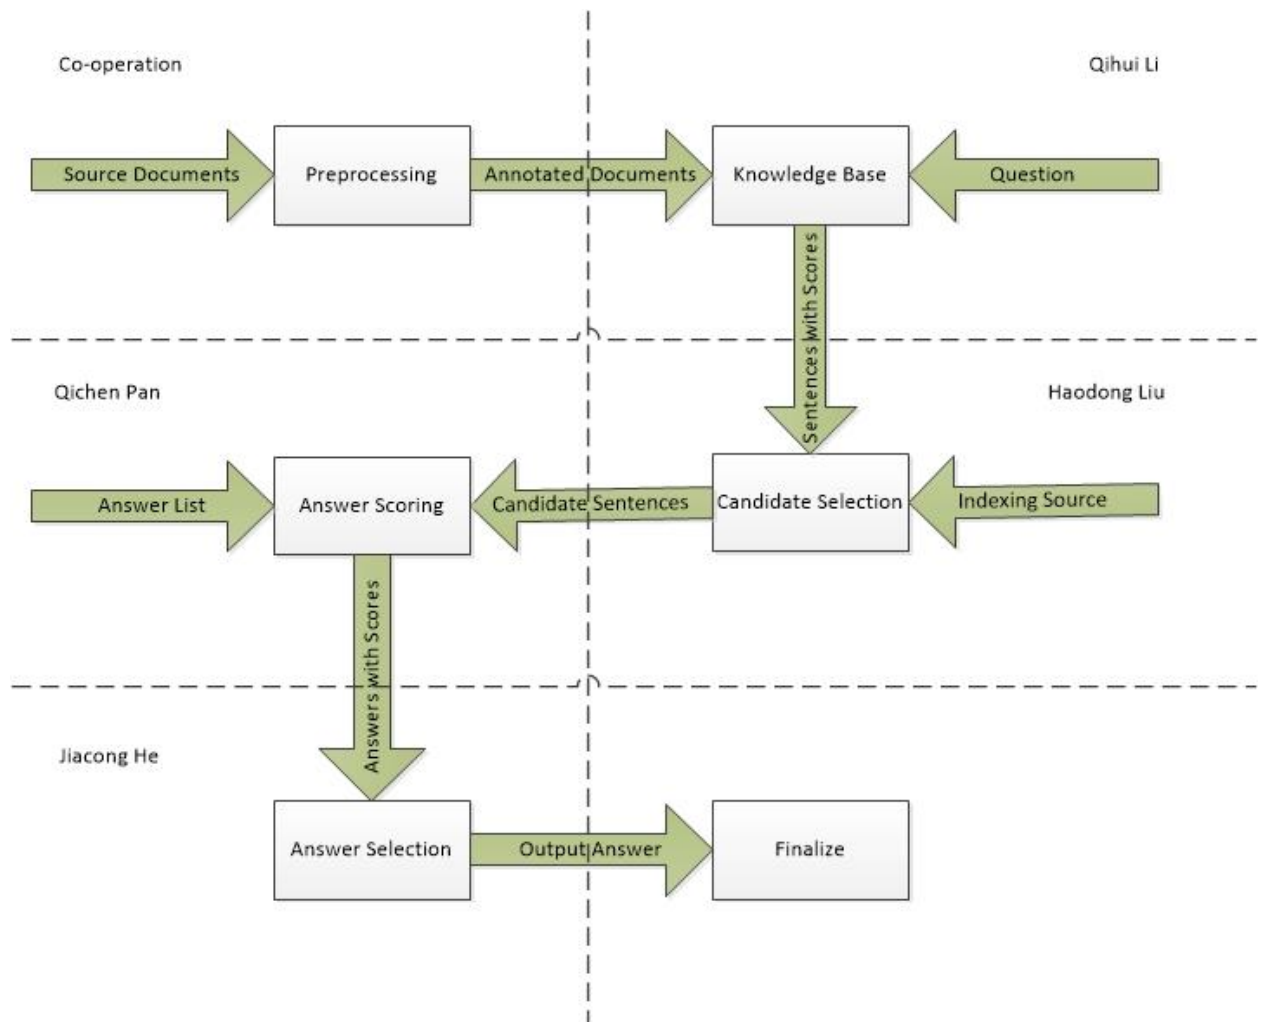 Co-operation
Qihui Li
Source Documents
Preprocessing
Annotated Documents
Knowledge Base
Question
Sentences with Scores
Qichen Pan
Haodong Liu
Answer List
Answer Scoring
Candidate Sentences
Candidate Selection
Indexing Source
Answers with Scores
Jiacong He
Answer Selection
Output Answer
Finalize